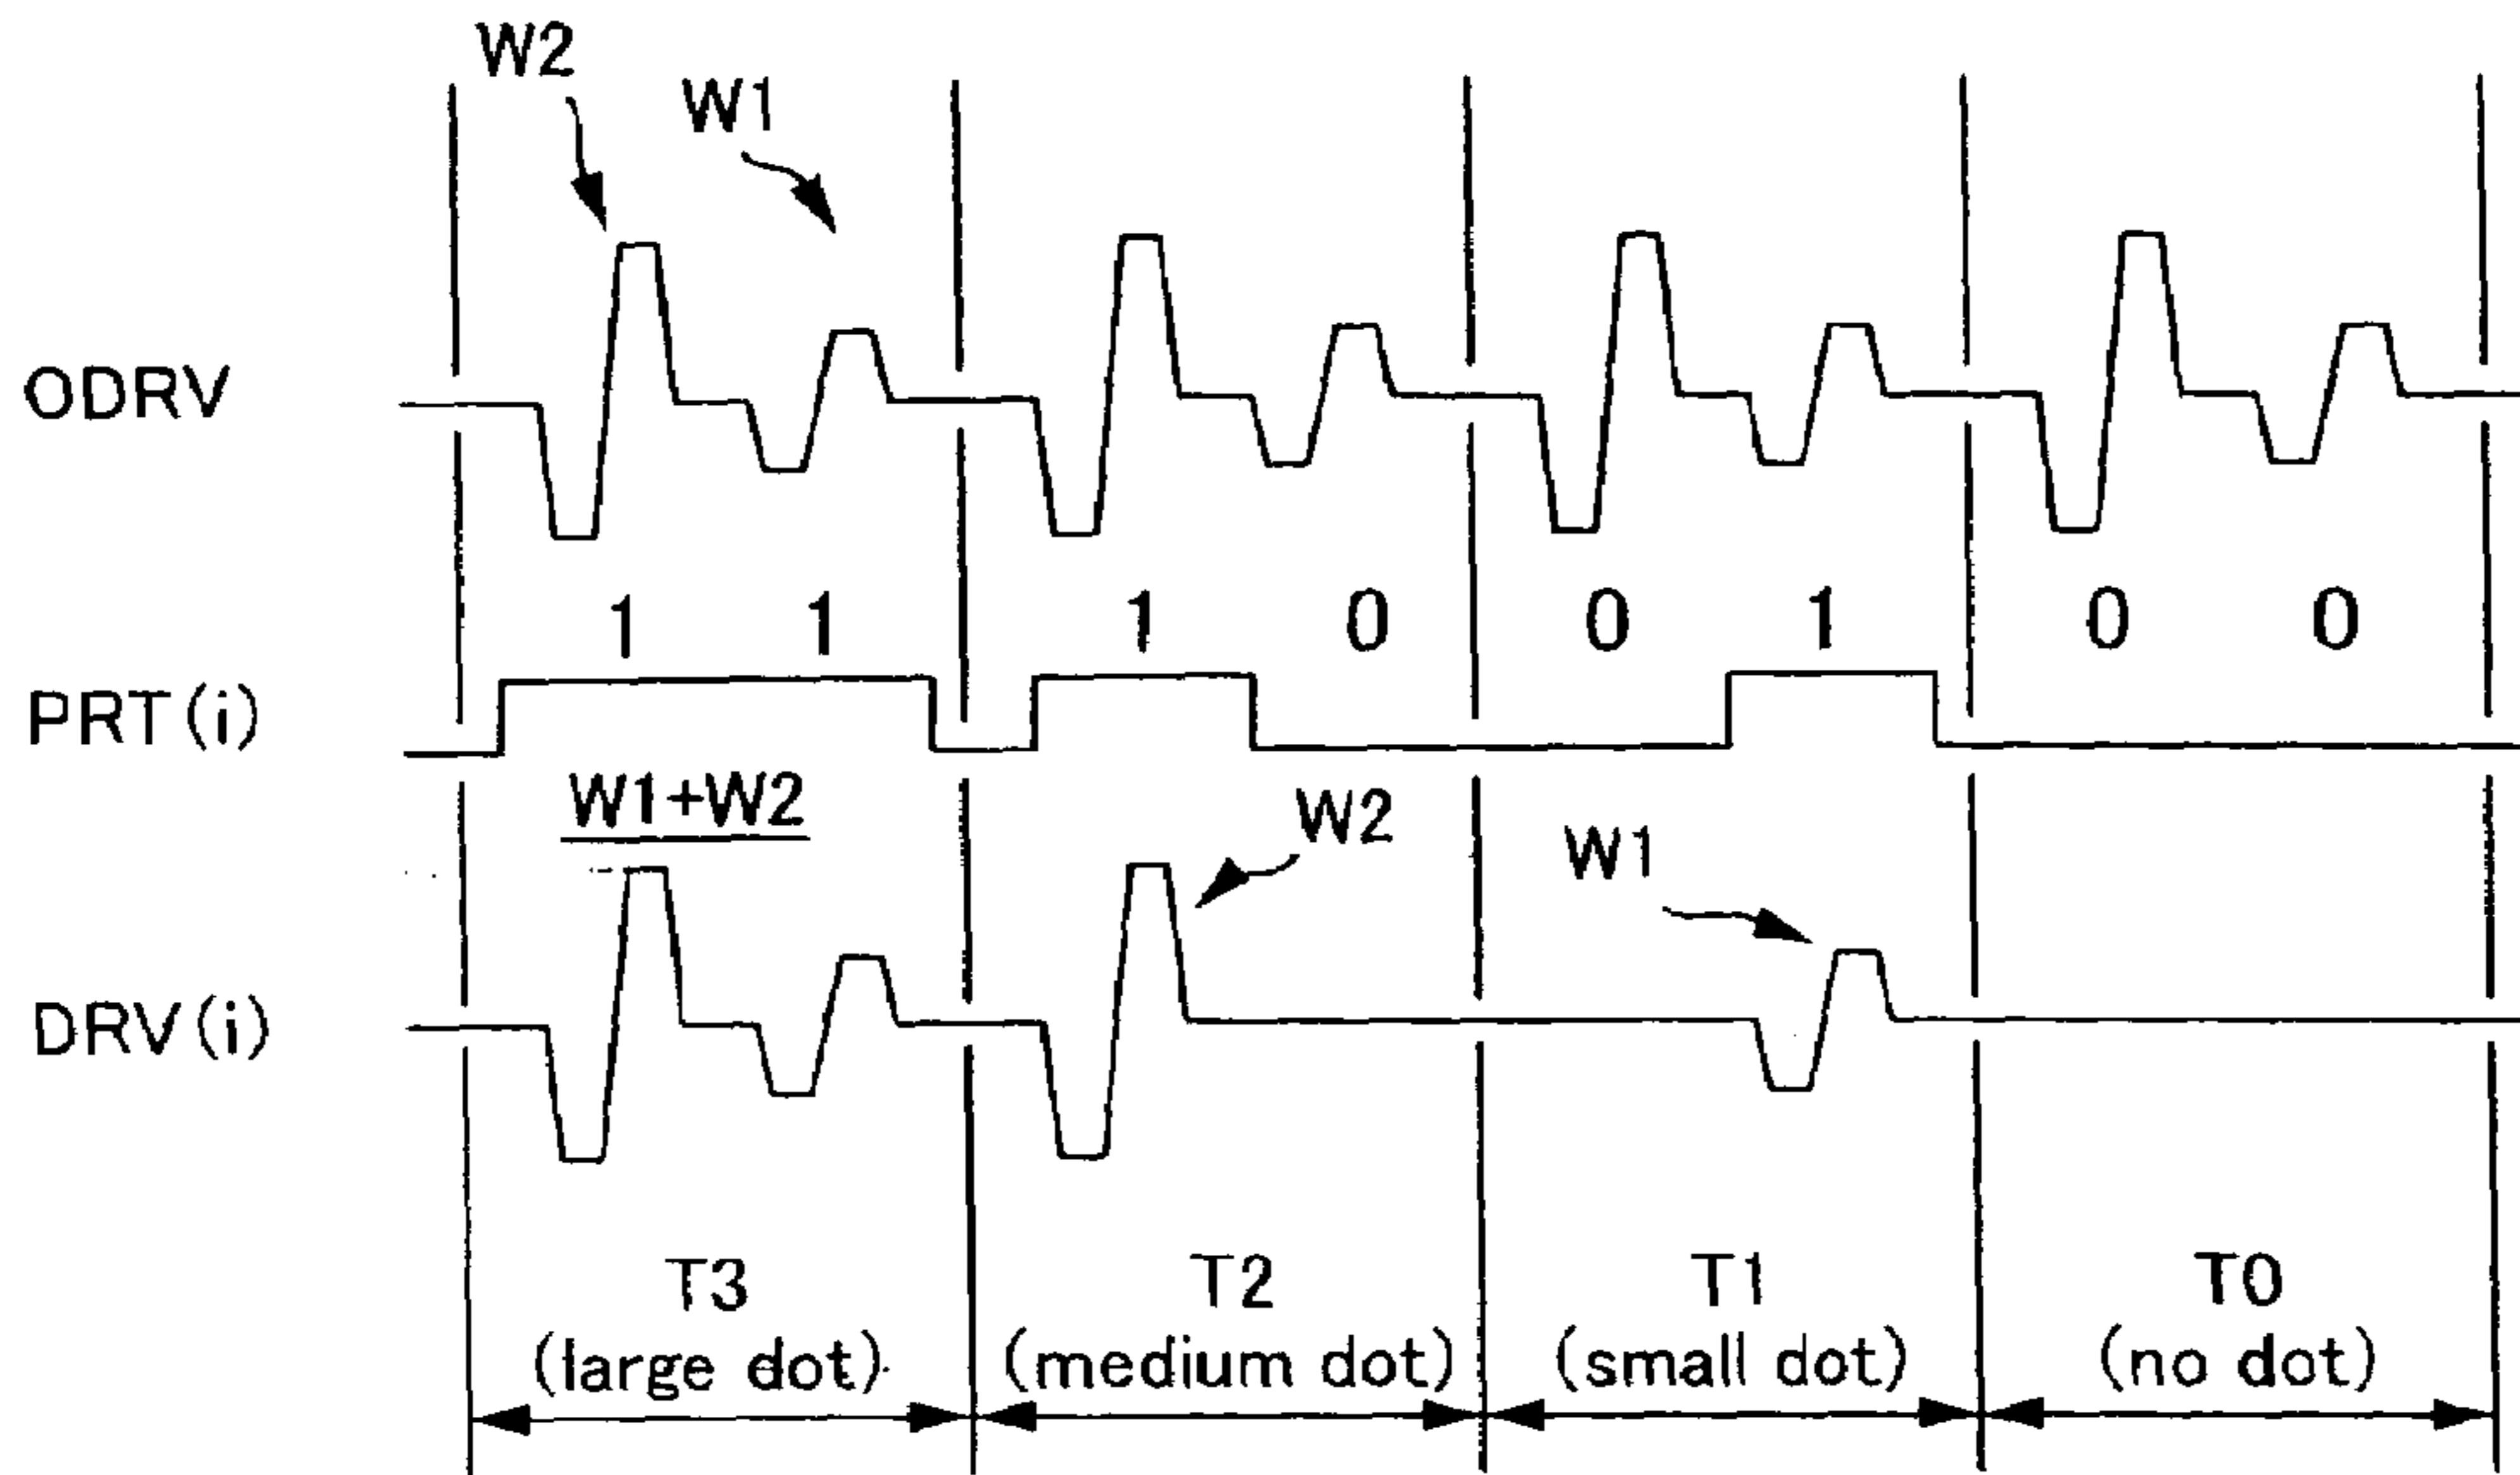 W2
W1
ODRV
1 1 1 0 0 1 0 0
PRT(i)
W1+W2
W2
W1
DRV(i)
T3 T2 T1 T0
(large dot) (medium dot) (small dot) (no dot)